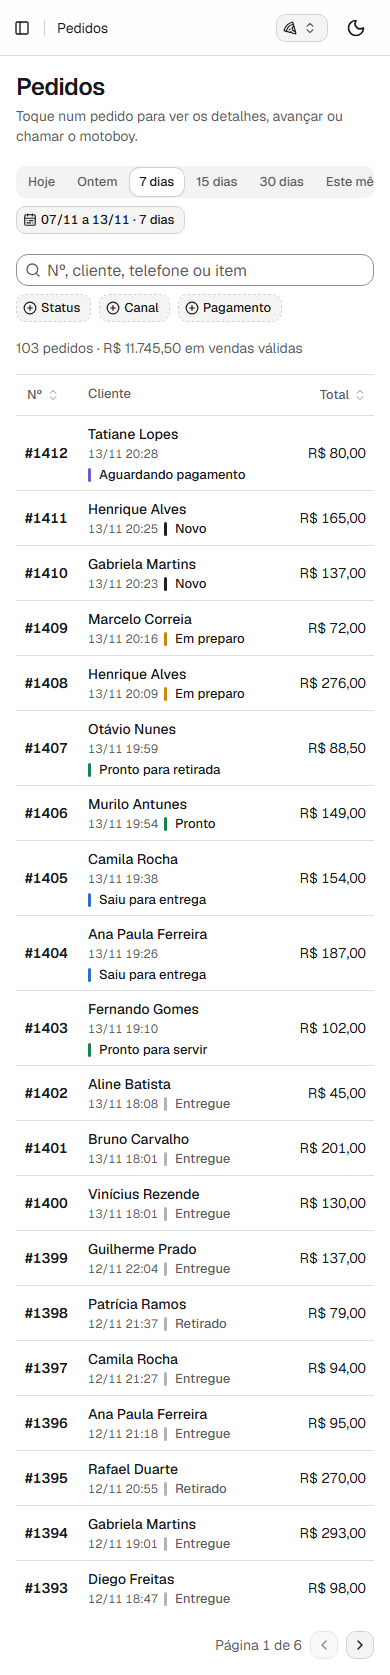 Pedidos
Pedidos
Toque num pedido para ver os detalhes, avançar ou
chamar o motoboy.
Hoje Ontem 7 dias 15 dias 30 dias Este mê
07/11 a 13/11 · 7 dias
Nº, cliente, telefone ou item
Status Canal Pagamento
103 pedidos · R$ 11.745,50 em vendas válidas
Nº Cliente Total
Tatiane Lopes
#1412 13/11 20:28 R$ 80,00
Aguardando pagamento
Henrique Alves
#1411 13/11 20:25 Novo R$ 165,00
Gabriela Martins
#1410 13/11 20:23 Novo R$ 137,00
Marcelo Correia
#1409 13/11 20:16 Em preparo R$ 72,00
Henrique Alves
#1408 13/11 20:09 Em preparo R$ 276,00
Otávio Nunes
#1407 13/11 19:59 R$ 88,50
Pronto para retirada
Murilo Antunes
#1406 13/11 19:54 Pronto R$ 149,00
Camila Rocha
#1405 13/11 19:38 R$ 154,00
Saiu para entrega
Ana Paula Ferreira
#1404 13/11 19:26 R$ 187,00
Saiu para entrega
Fernando Gomes
#1403 13/11 19:10 R$ 102,00
Pronto para servir
Aline Batista
#1402 13/11 18:08 Entregue R$ 45,00
Bruno Carvalho
#1401 13/11 18:01 Entregue R$ 201,00
Vinícius Rezende
#1400 13/11 18:01 Entregue R$ 130,00
Guilherme Prado
#1399 12/11 22:04 Entregue R$ 137,00
Patrícia Ramos
#1398 12/11 21:37 Retirado R$ 79,00
Camila Rocha
#1397 12/11 21:27 Entregue R$ 94,00
Ana Paula Ferreira
#1396 12/11 21:18 Entregue R$ 95,00
Rafael Duarte
#1395 12/11 20:55 Retirado R$ 270,00
Gabriela Martins
#1394 12/11 19:01 Entregue R$ 293,00
Diego Freitas
#1393 12/11 18:47 Entregue R$ 98,00
Página 1 de 6